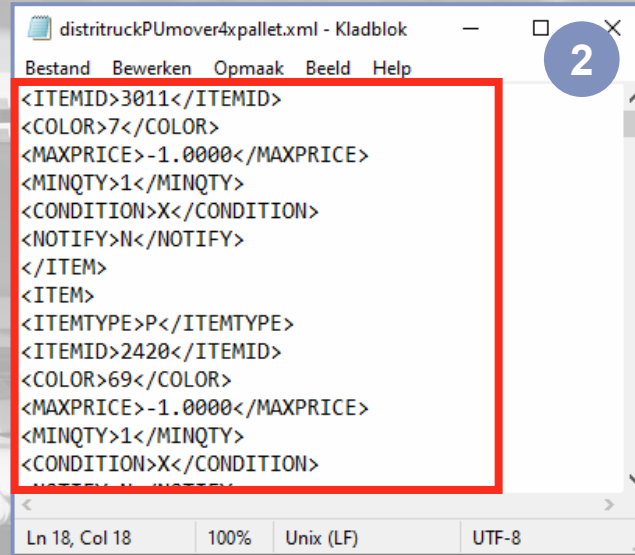 distritruckPUmover4xpallet.xml - Kladblok
2
Bestand Bewerken Opmaak Beeld Help
<ITEMID>3011</ITEMID>
<COLOR>7</COLOR>
<MAXPRICE>-1.0000</MAXPRICE>
<MINQTY>1</MINQTY>
<CONDITION>X</CONDITION>
<NOTIFY>N</NOTIFY>
</ITEM>
<ITEM>
<ITEMTYPE>P</ITEMTYPE>
<ITEMID>2420</ITEMID>
<COLOR>69</COLOR>
<MAXPRICE>-1.0000</MAXPRICE>
<MINQTY>1</MINQTY>
<CONDITION>X</CONDITION>
Ln 18, Col 18 100% Unix (LF) UTF-8